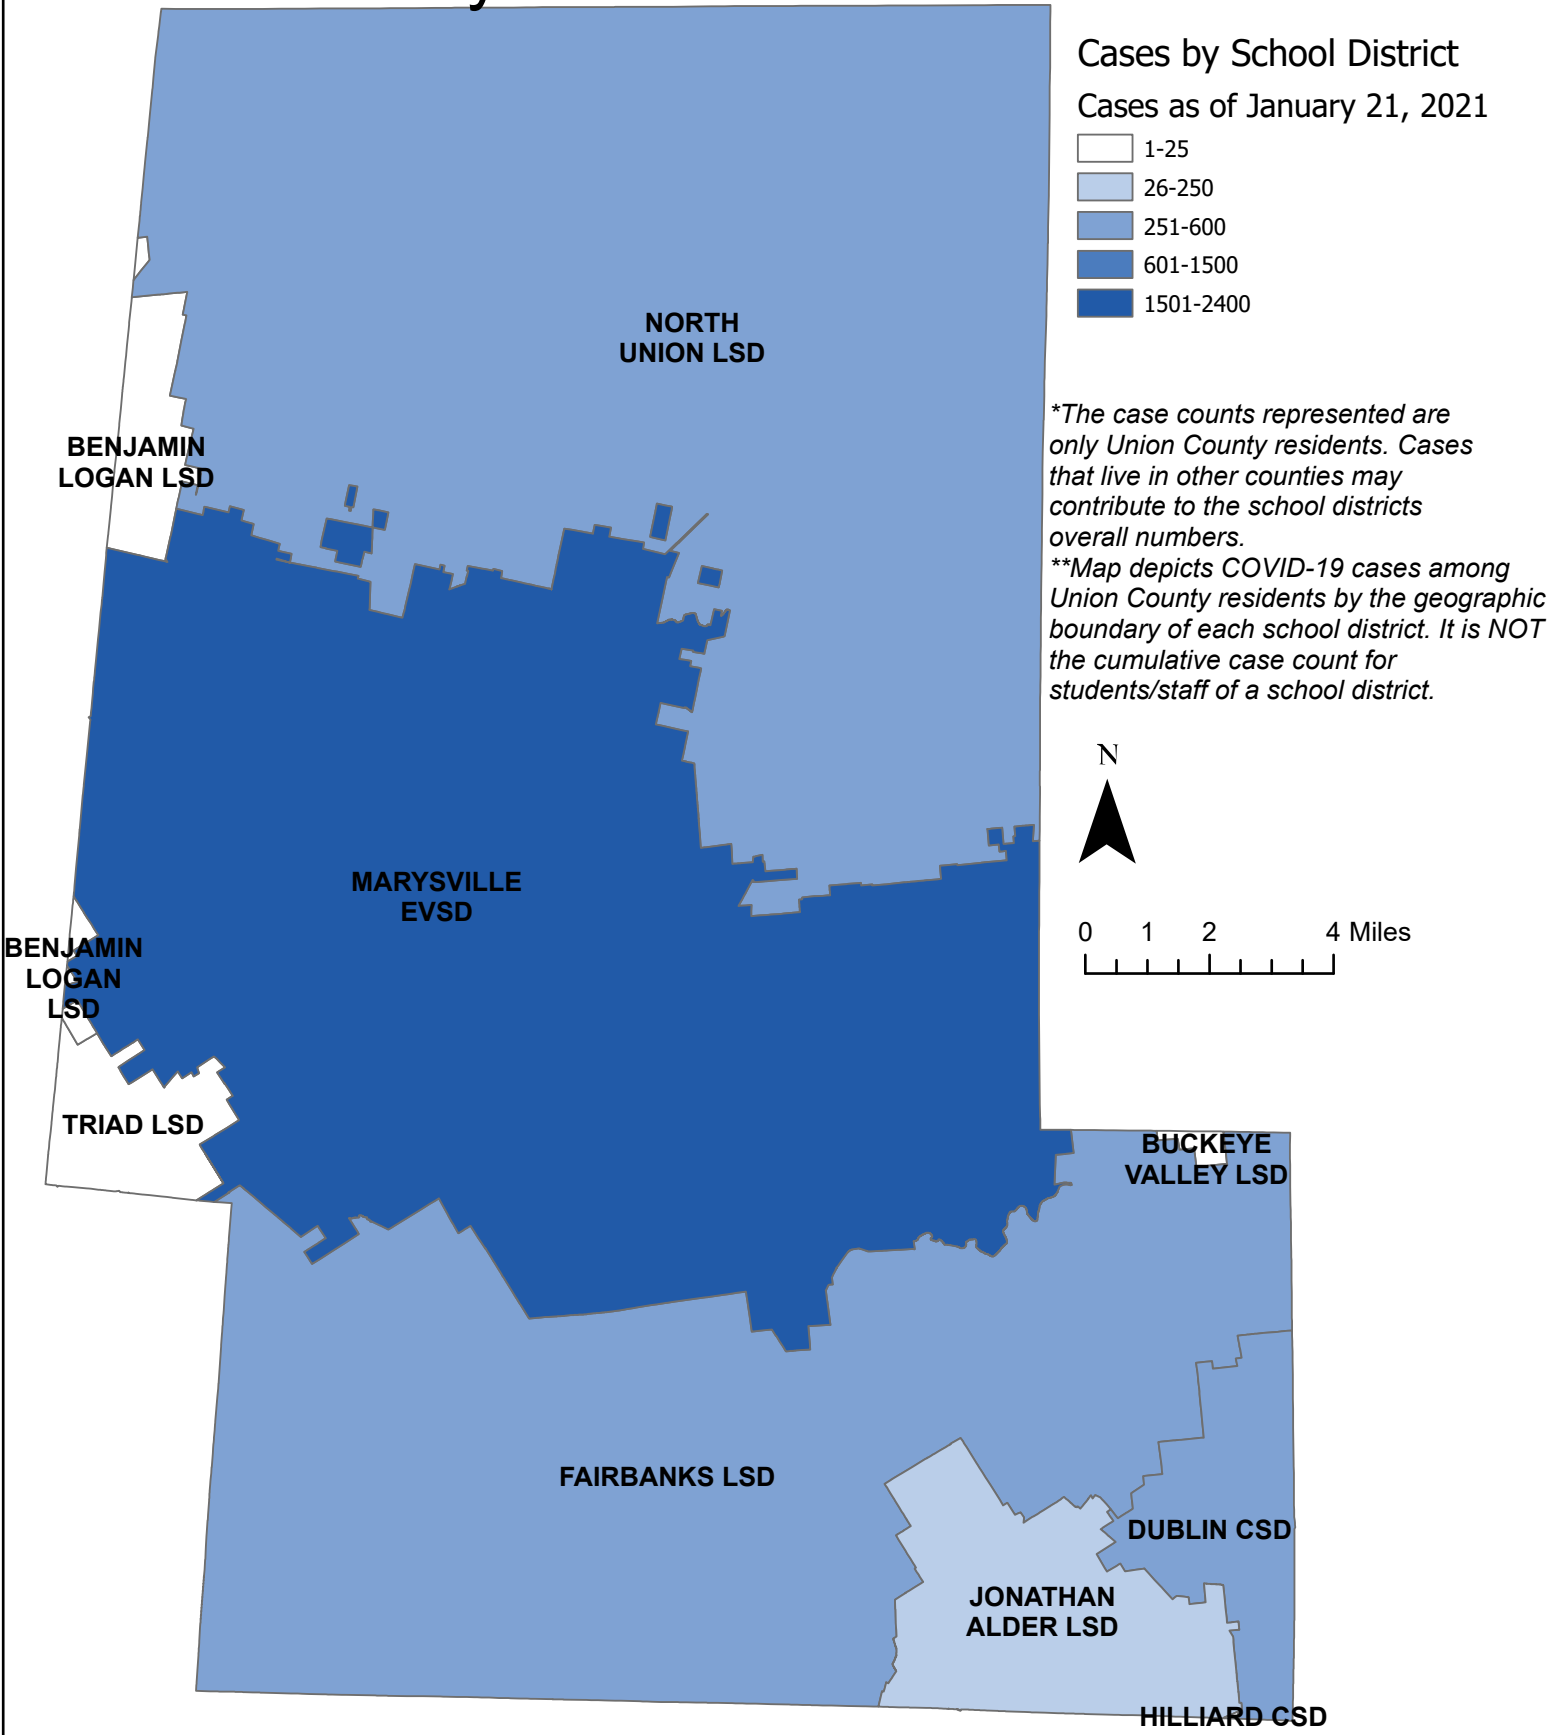 Cases by School District
Cases as of January 21, 2021
1-25
26-250
251-600
601-1500
1501-2400
NORTH
UNION LSD
*The case counts represented are
only Union County residents. Cases
that live in other counties may
contribute to the school districts
overall numbers.
**Map depicts COVID-19 cases among
Union County residents by the geographic
boundary of each school district. It is NOT
the cumulative case count for
students/staff of a school district.
BENJAMIN
LOGAN LSD
N
MARYSVILLE
EVSD
0 1 2 4 Miles
BENJAMIN
LOGAN
LSD
TRIAD LSD
BUCKEYE
VALLEY LSD
FAIRBANKS LSD
DUBLIN CSD
JONATHAN
ALDER LSD
HILLIARD CSD